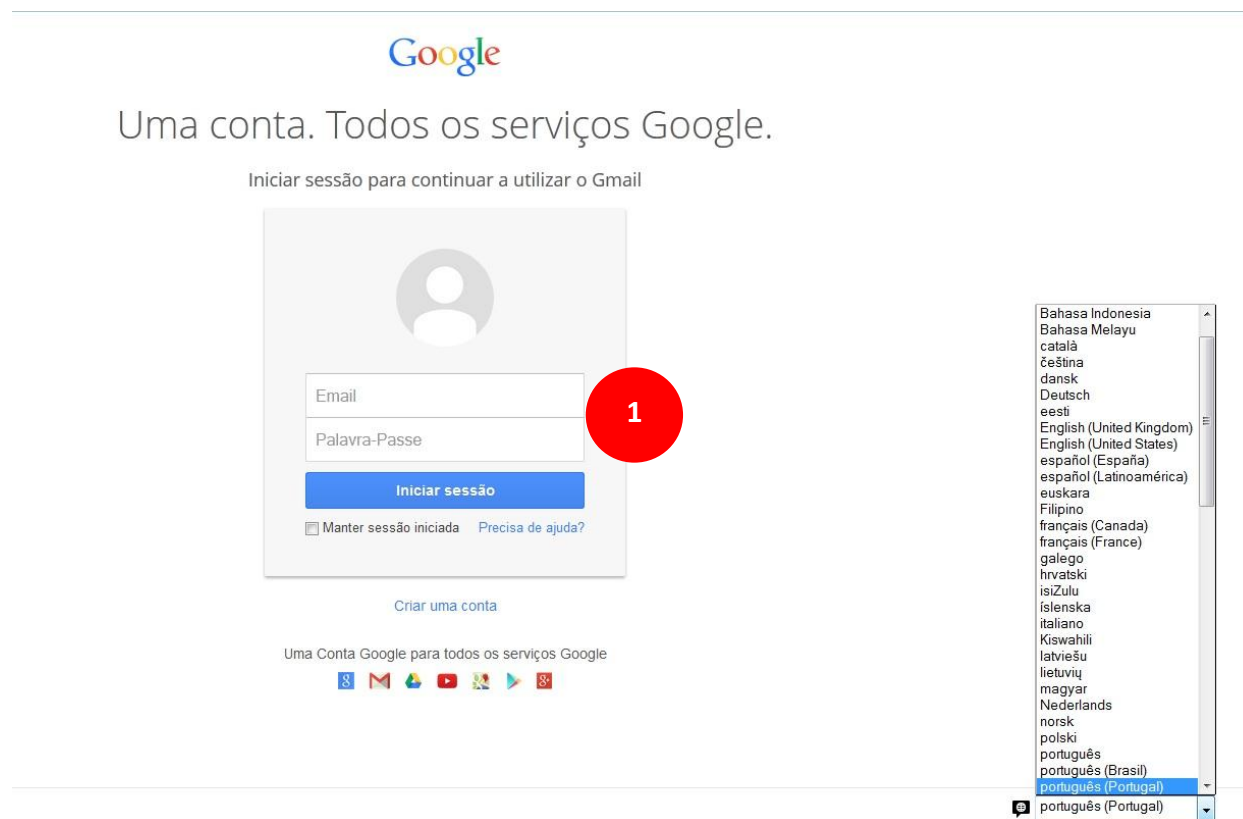 Google
Uma conta. Todos os serviços Google.
Iniciar sessão para continuar a utilizar o Gmail
Email
1
Palavra-Passe
Iniciar sessão
Manter sessão iniciada Precisa de ajuda?
Criar uma conta
Uma Conta Google para todos os serviços Google
Bahasa Indonesia
Bahasa Melayu
català
čeština
dansk
Deutsch
eesti
English (United Kingdom)
English (United States)
español (España)
español (Latinoamérica)
euskara
Filipino
français (Canada)
français (France)
galego
hrvatski
isiZulu
íslenska
italiano
Kiswahili
latviešu
lietuvių
magyar
Nederlands
norsk
polski
português
português (Brasil)
português (Portugal)
português (Portugal)